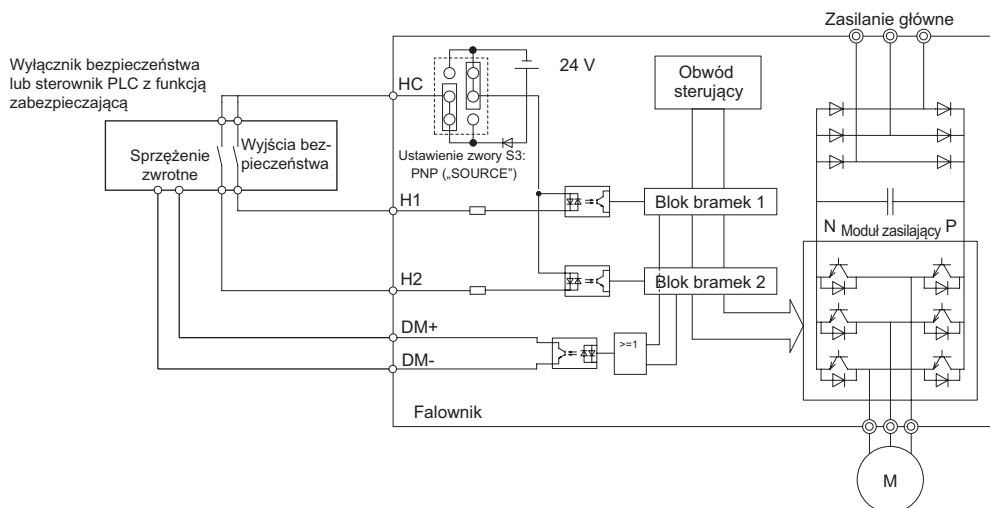 Zasilanie główne
Wyłącznik bezpieczeństwa
lub sterownik PLC z funkcją
zabezpieczającą
HC
24 V
Obwód
sterujący
Sprzężenie
zwrotne
Wyjścia bez-
pieczeństwa
Ustawienie zwory S3:
PNP („SOURCE”)
H1
Blok bramek 1
N Moduł zasilający P
H2
Blok bramek 2
DM+
>=1
DM-
Falownik
M